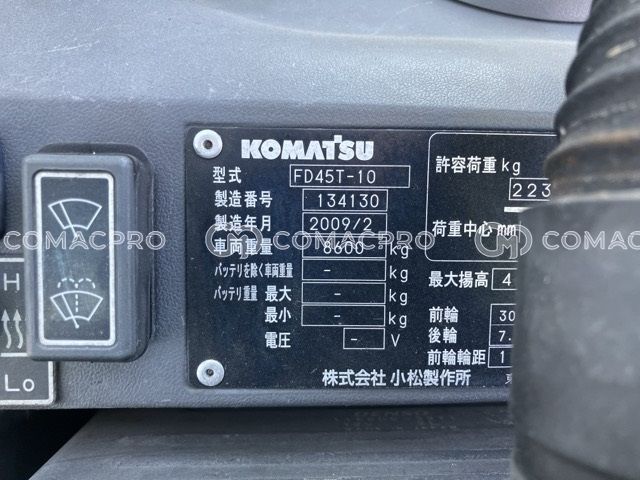 KOMATSU
型式 FD45T-10
製造番号 134130
製造年月 2009/2
車両重量 8600 kg
バッテリを除く車両重量 - kg
バッテリ重量 最大 - kg
最小 - kg
電圧 - V
株式会社 小松製作所
許容荷重 kg
223
荷重中心 mm
最大揚高 4
前輪 30
後輪 7.
前輪輪距 1
東
H
Lo
COMACPRO
COMACPRO
COMACPRO